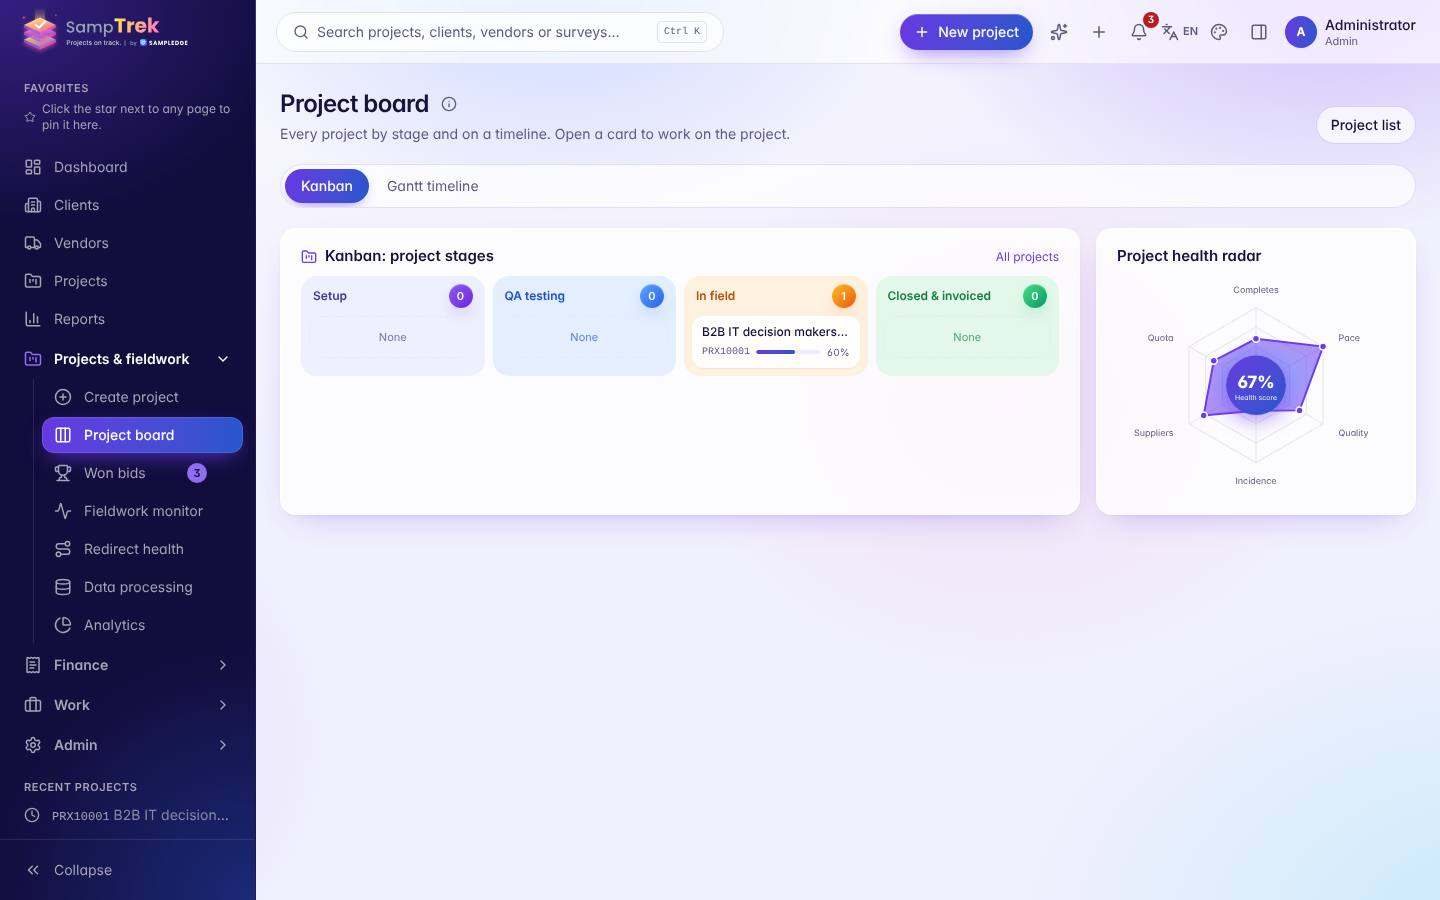 SampTrek
Projects on track. | by SAMPLEDGE
FAVORITES
Click the star next to any page to
pin it here.
Dashboard
Clients
Vendors
Projects
Reports
Projects & fieldwork
Create project
Project board
Won bids 3
Fieldwork monitor
Redirect health
Data processing
Analytics
Finance
Work
Admin
RECENT PROJECTS
PRX10001 B2B IT decision...
Collapse
Search projects, clients, vendors or surveys... Ctrl K
New project
3
EN
A
Administrator
Admin
Project board
Every project by stage and on a timeline. Open a card to work on the project.
Project list
Kanban Gantt timeline
Kanban: project stages All projects
Setup 0
None
QA testing 0
None
In field 1
B2B IT decision makers...
PRX10001 60%
Closed & invoiced 0
None
Project health radar
Completes
Quota Pace
67%
Health score
Suppliers Quality
Incidence